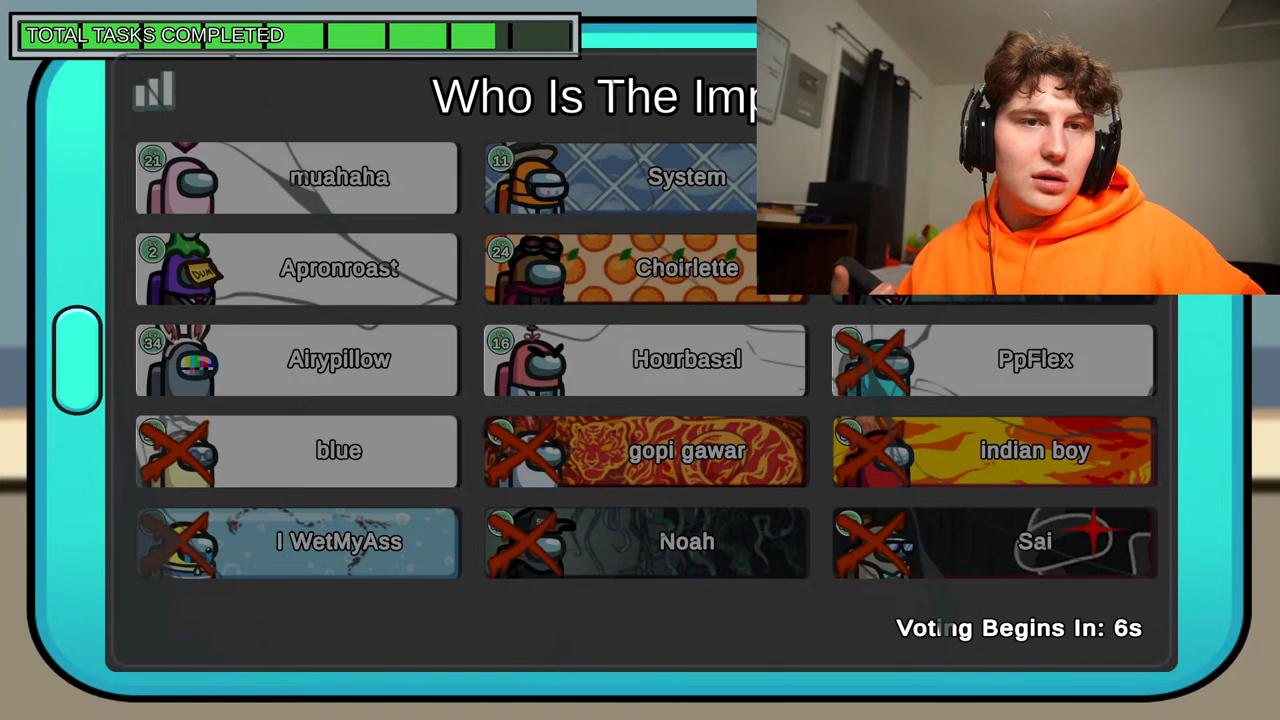 TOTAL TASKS COMPLETED
Who Is The Imp
21
muahaha
11
System
2
DUM
Apronroast
24
Choirlette
34
Airypillow
16
Hourbasal
PpFlex
blue
gopi gawar
indian boy
I WetMyAss
Noah
Sai
Voting Begins In: 6s